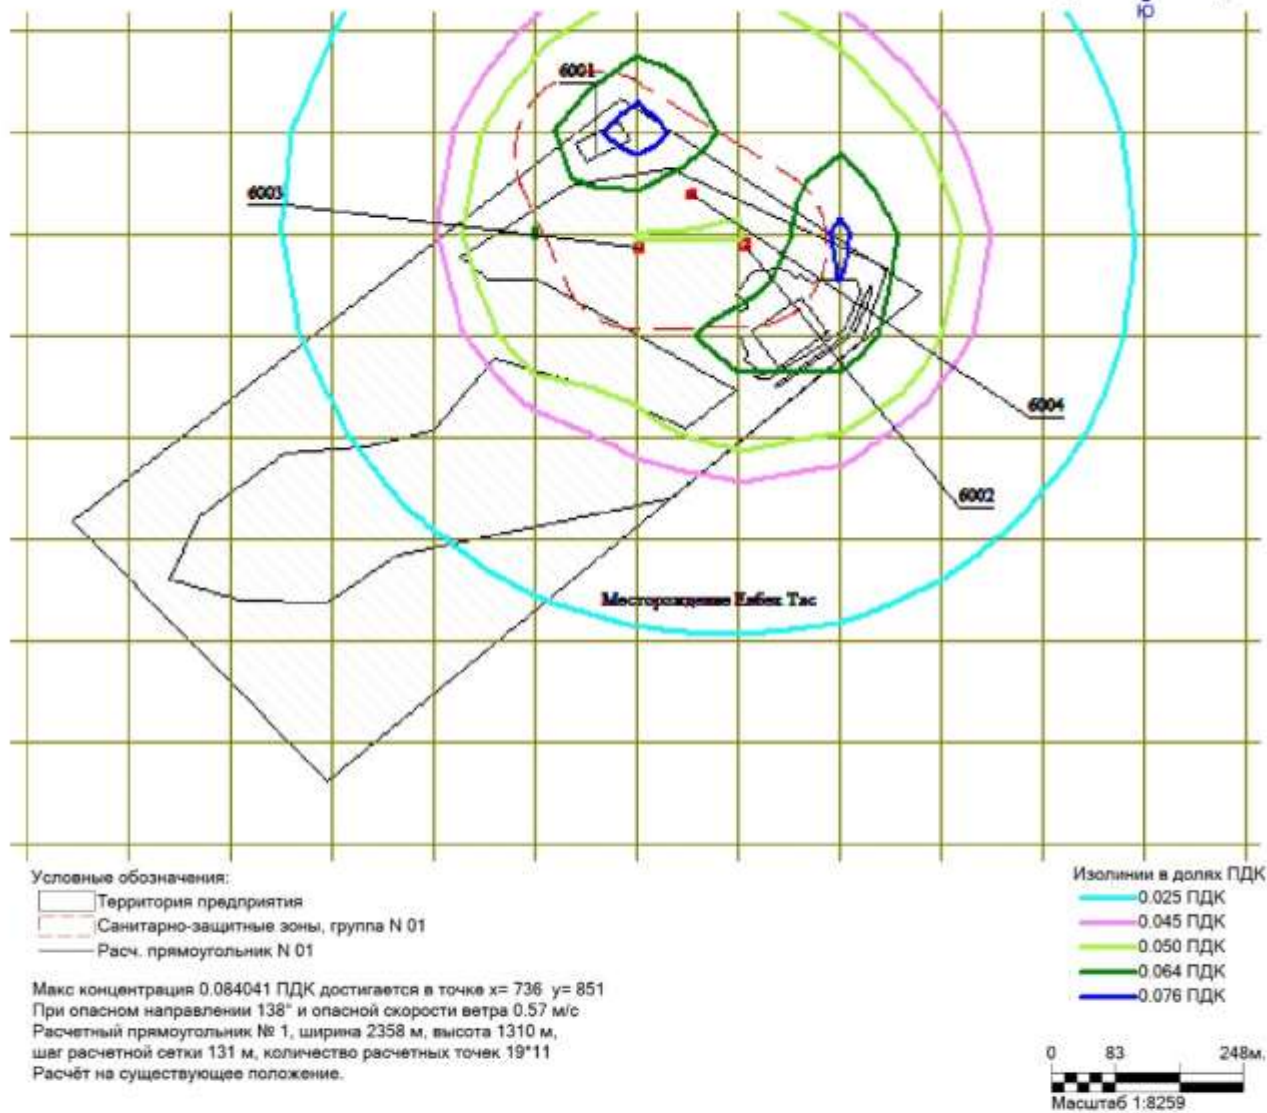 Ю
6001
6003
6004
6002
Месторождение Еңбек Тас
Условные обозначения:
Территория предприятия
Санитарно-защитные зоны, группа N 01
Расч. прямоугольник N 01
Макс концентрация 0.084041 ПДК достигается в точке x= 736 y= 851
При опасном направлении 138° и опасной скорости ветра 0.57 м/с
Расчетный прямоугольник № 1, ширина 2358 м, высота 1310 м,
шаг расчетной сетки 131 м, количество расчетных точек 19*11
Расчёт на существующее положение.
Изолинии в долях ПДК
0.025 ПДК
0.045 ПДК
0.050 ПДК
0.064 ПДК
0.076 ПДК
0 83 248м.
Масштаб 1:8259